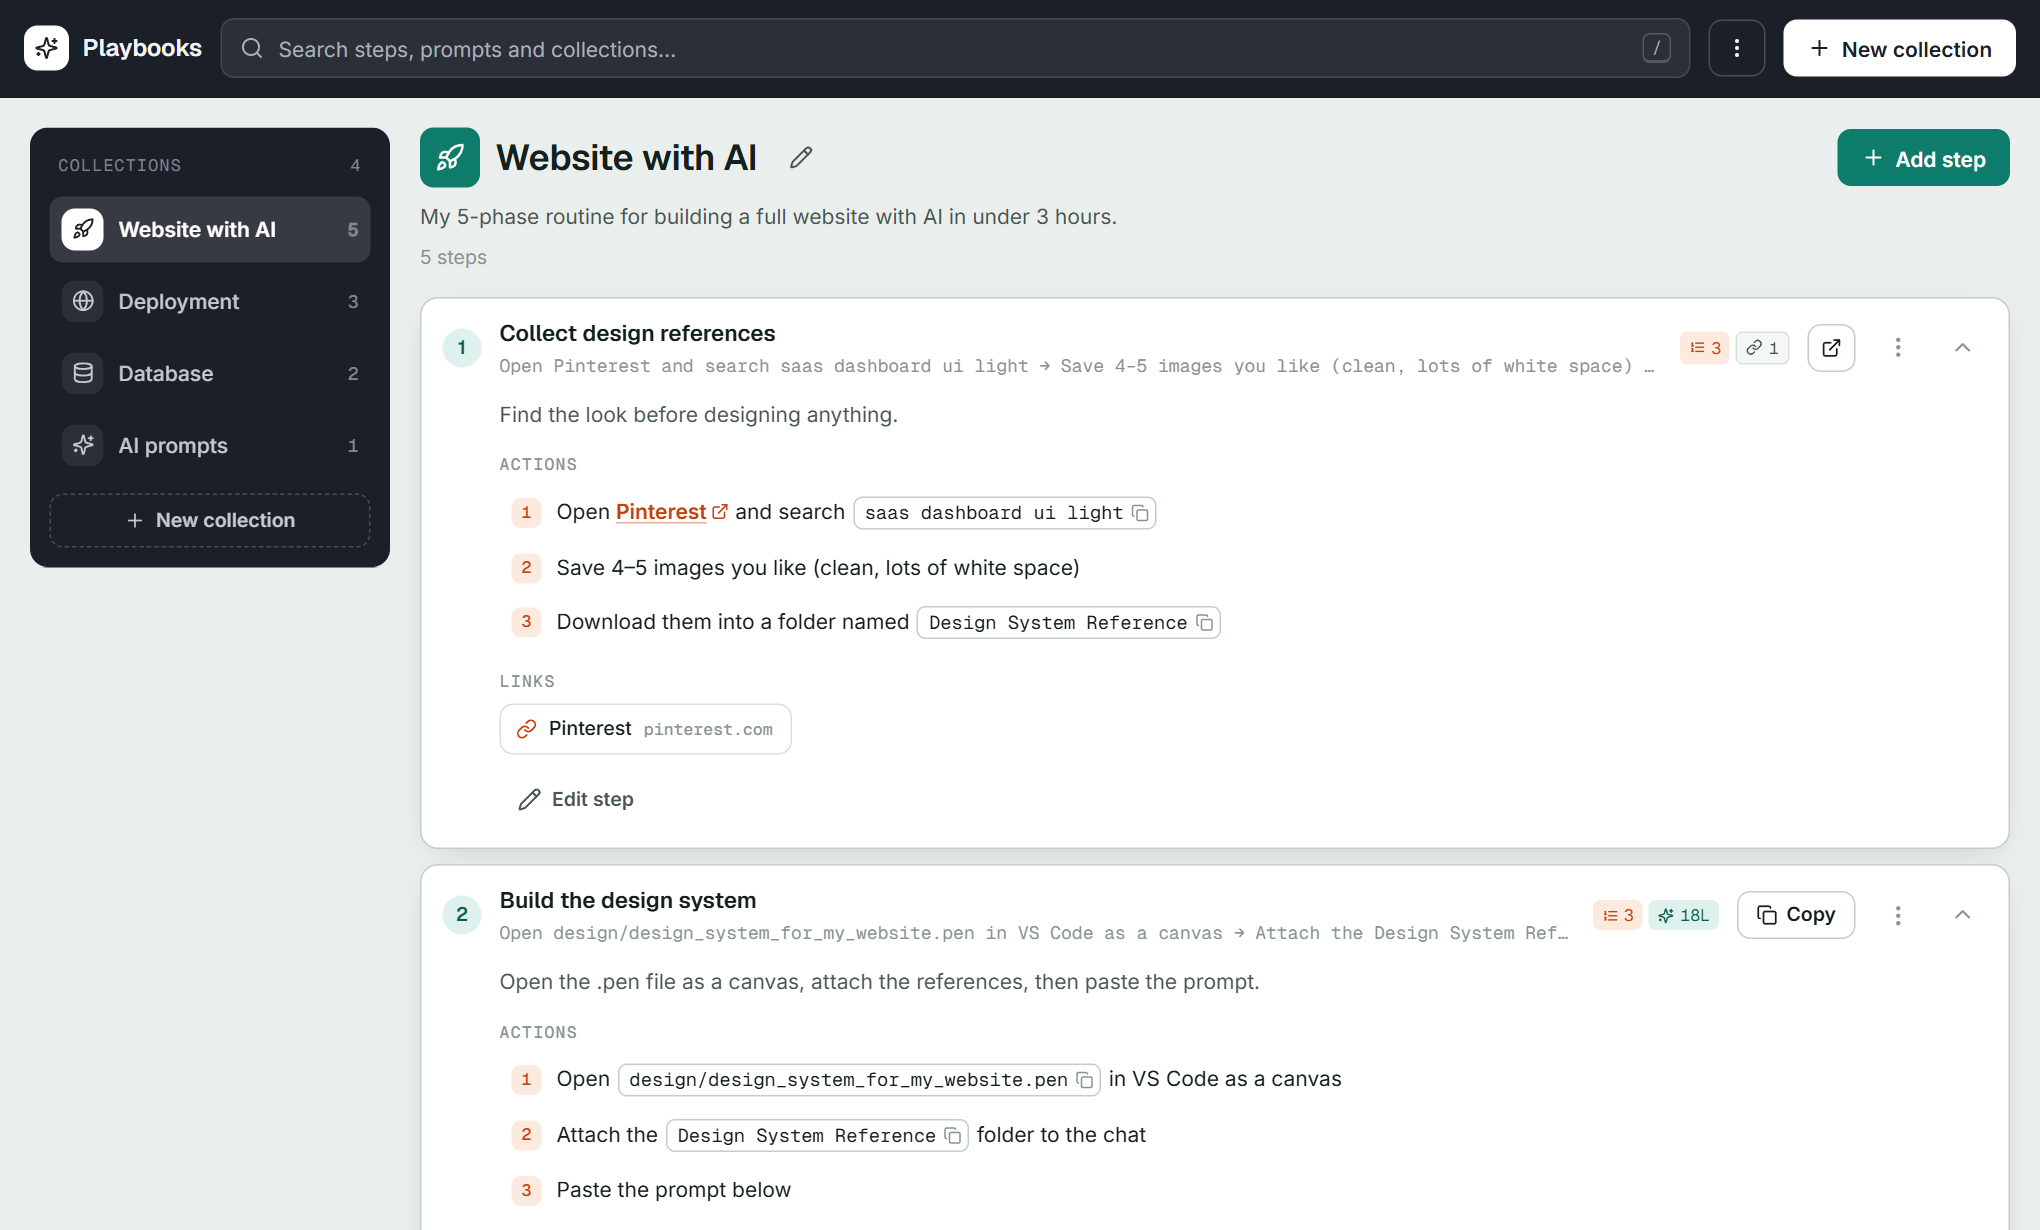 Playbooks
Search steps, prompts and collections...
/
New collection
COLLECTIONS 4
Website with AI 5
Deployment 3
Database 2
AI prompts 1
New collection
Website with AI
Add step
My 5-phase routine for building a full website with AI in under 3 hours.
5 steps
1 Collect design references
Open Pinterest and search saas dashboard ui light → Save 4–5 images you like (clean, lots of white space) …
3 1
Find the look before designing anything.
ACTIONS
1 Open Pinterest and search saas dashboard ui light
2 Save 4–5 images you like (clean, lots of white space)
3 Download them into a folder named Design System Reference
LINKS
Pinterest pinterest.com
Edit step
2 Build the design system
Open design/design_system_for_my_website.pen in VS Code as a canvas → Attach the Design System Ref…
3 18L Copy
Open the .pen file as a canvas, attach the references, then paste the prompt.
ACTIONS
1 Open design/design_system_for_my_website.pen in VS Code as a canvas
2 Attach the Design System Reference folder to the chat
3 Paste the prompt below